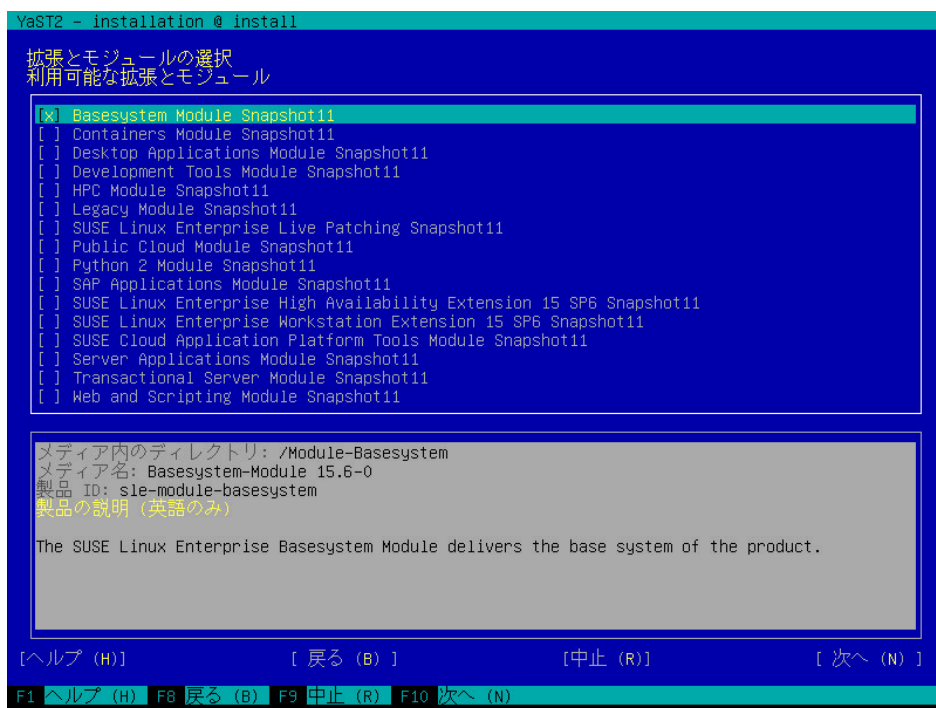 YaST2 - installation @ install
拡張とモジュールの選択
利用可能な拡張とモジュール
[x] Basesystem Module Snapshot11
[ ] Containers Module Snapshot11
[ ] Desktop Applications Module Snapshot11
[ ] Development Tools Module Snapshot11
[ ] HPC Module Snapshot11
[ ] Legacy Module Snapshot11
[ ] SUSE Linux Enterprise Live Patching Snapshot11
[ ] Public Cloud Module Snapshot11
[ ] Python 2 Module Snapshot11
[ ] SAP Applications Module Snapshot11
[ ] SUSE Linux Enterprise High Availability Extension 15 SP6 Snapshot11
[ ] SUSE Linux Enterprise Workstation Extension 15 SP6 Snapshot11
[ ] SUSE Cloud Application Platform Tools Module Snapshot11
[ ] Server Applications Module Snapshot11
[ ] Transactional Server Module Snapshot11
[ ] Web and Scripting Module Snapshot11
メディア内のディレクトリ: /Module-Basesystem
メディア名: Basesystem-Module 15.6-0
製品 ID: sle-module-basesystem
製品の説明 (英語のみ)
The SUSE Linux Enterprise Basesystem Module delivers the base system of the product.
[ヘルプ (H)] [ 戻る (B) ] [中止 (R)] [ 次へ (N) ]
F1 ヘルプ (H) F8 戻る (B) F9 中止 (R) F10 次へ (N)